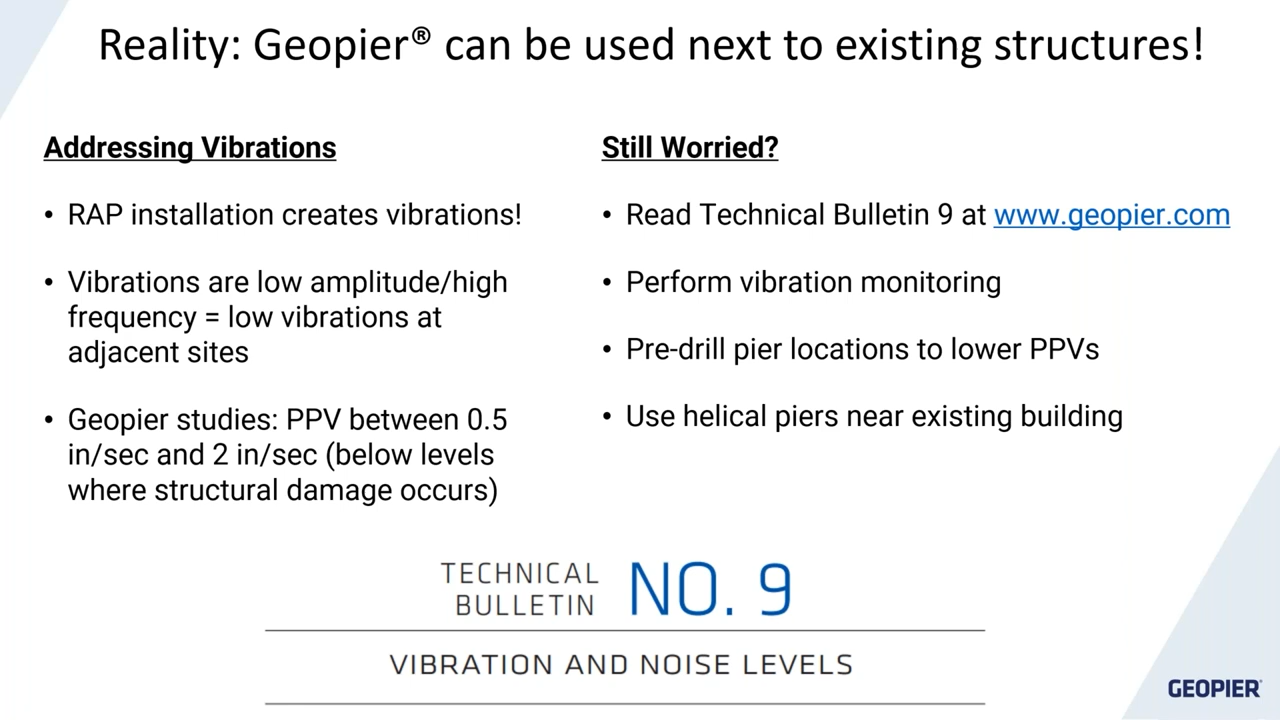 Reality: Geopier® can be used next to existing structures!
Addressing Vibrations
• RAP installation creates vibrations!
• Vibrations are low amplitude/high
frequency = low vibrations at
adjacent sites
• Geopier studies: PPV between 0.5
in/sec and 2 in/sec (below levels
where structural damage occurs)
Still Worried?
• Read Technical Bulletin 9 at www.geopier.com
• Perform vibration monitoring
• Pre-drill pier locations to lower PPVs
• Use helical piers near existing building
TECHNICAL
BULLETIN
NO. 9
VIBRATION AND NOISE LEVELS
GEOPIER®